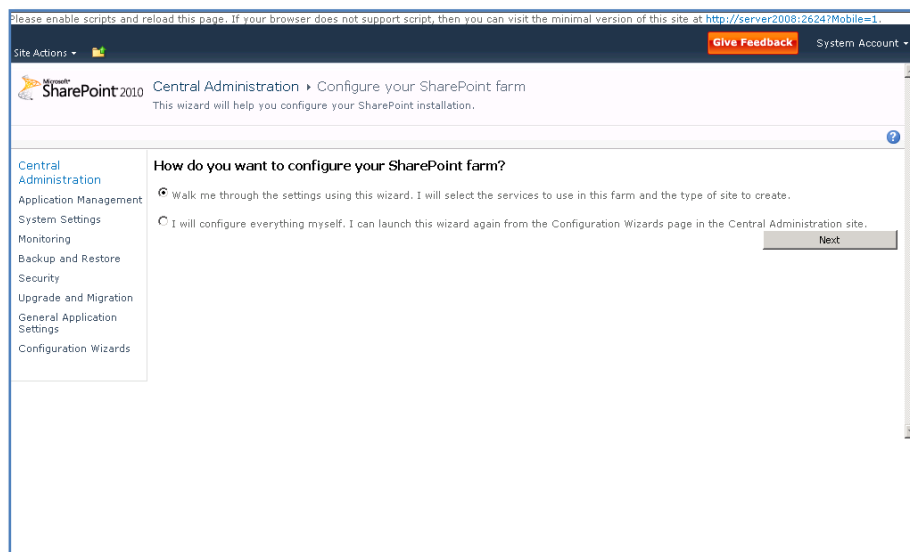 Please enable scripts and reload this page. If your browser does not support script, then you can visit the minimal version of this site at http://server2008:2624?Mobile=1.
Site Actions
Give Feedback
System Account
Microsoft
SharePoint 2010
Central Administration ▸ Configure your SharePoint farm
This wizard will help you configure your SharePoint installation.
Central
Administration
Application Management
System Settings
Monitoring
Backup and Restore
Security
Upgrade and Migration
General Application
Settings
Configuration Wizards
How do you want to configure your SharePoint farm?
Walk me through the settings using this wizard. I will select the services to use in this farm and the type of site to create.
I will configure everything myself. I can launch this wizard again from the Configuration Wizards page in the Central Administration site.
Next